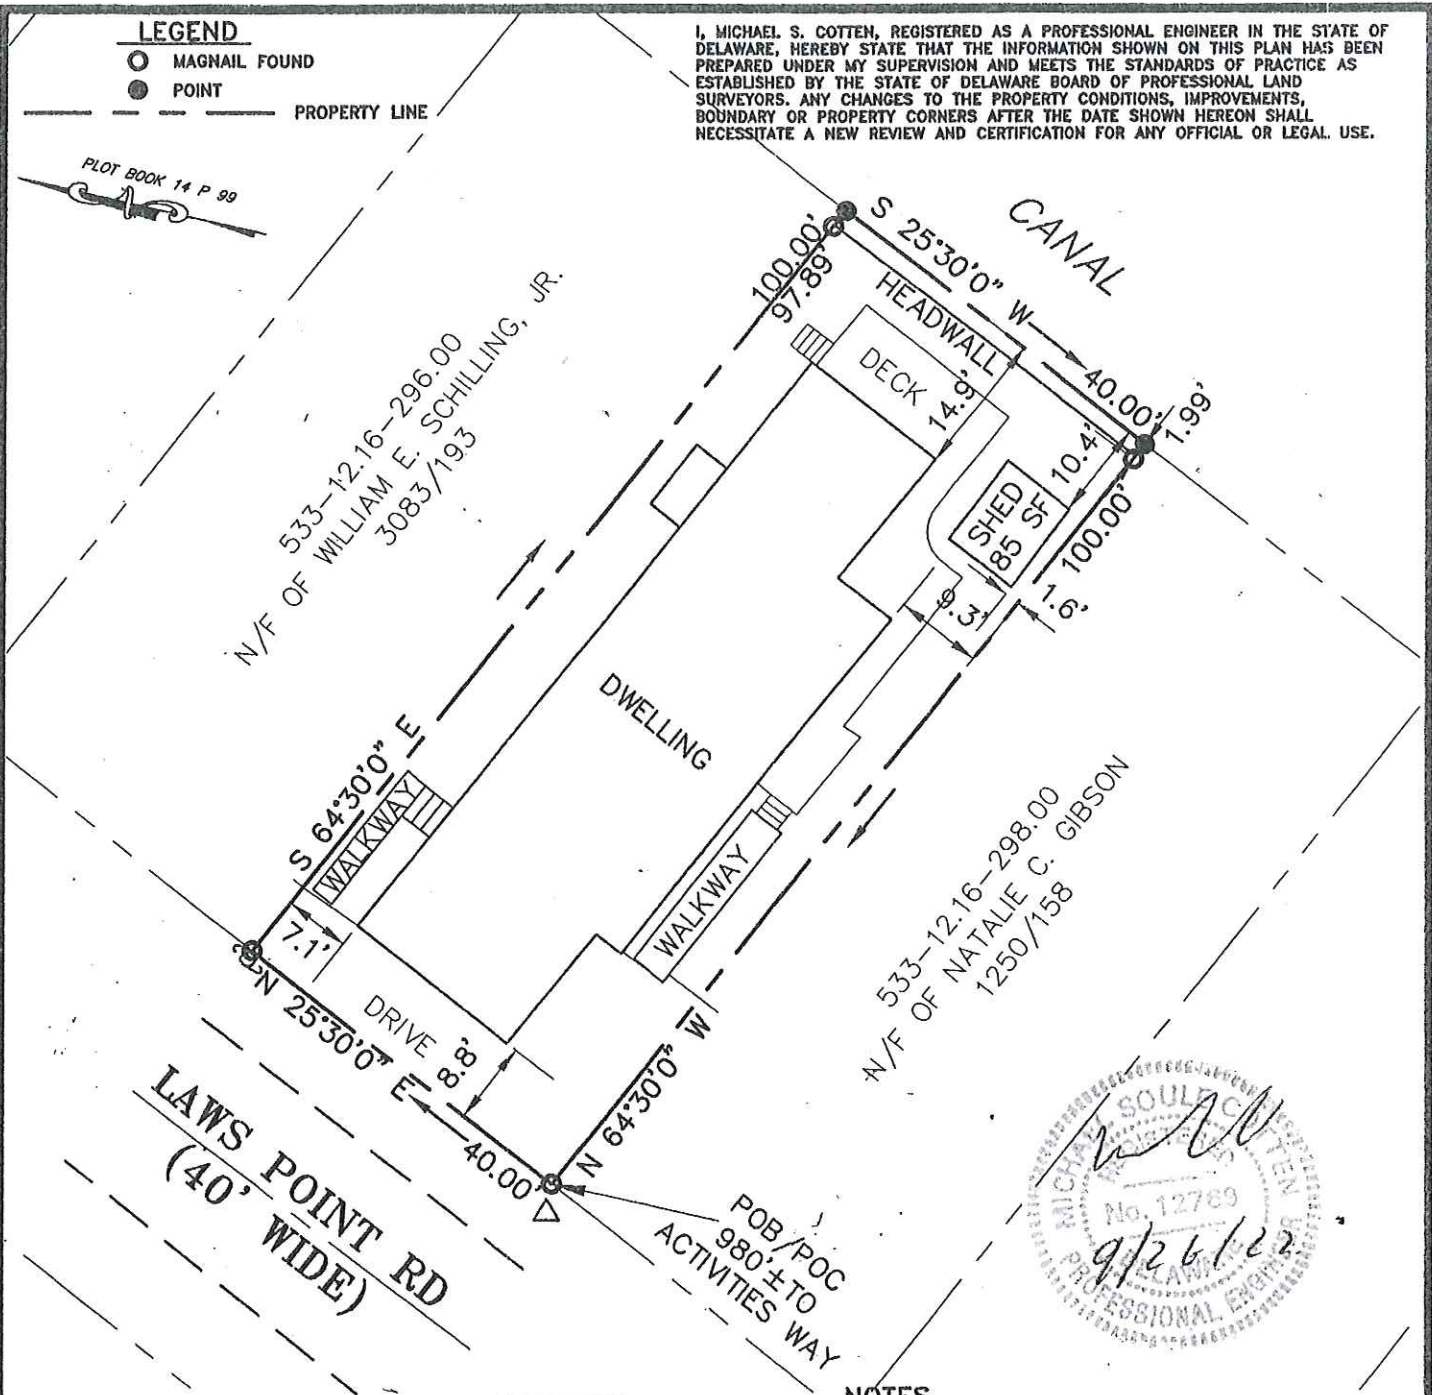 LEGEND
MAGNAIL FOUND
POINT
PROPERTY LINE
PLOT BOOK 14 P 99
I, MICHAEL S. COTTEN, REGISTERED AS A PROFESSIONAL ENGINEER IN THE STATE OF
DELAWARE, HEREBY STATE THAT THE INFORMATION SHOWN ON THIS PLAN HAS BEEN
PREPARED UNDER MY SUPERVISION AND MEETS THE STANDARDS OF PRACTICE AS
ESTABLISHED BY THE STATE OF DELAWARE BOARD OF PROFESSIONAL LAND
SURVEYORS. ANY CHANGES TO THE PROPERTY CONDITIONS, IMPROVEMENTS,
BOUNDARY OR PROPERTY CORNERS AFTER THE DATE SHOWN HEREON SHALL
NECESSITATE A NEW REVIEW AND CERTIFICATION FOR ANY OFFICIAL OR LEGAL USE.
CANAL
S 25°30'0" W
40.00'
1.99'
100.00'
97.89'
HEADWALL
DECK
14.9'
10.4'
SHED
85 SF
100.00'
1.6'
9.3'
533-12.16-296.00
N/F OF WILLIAM E. SCHILLING, JR.
3083/193
DWELLING
S 64°30'0" E
WALKWAY
WALKWAY
7.1'
DRIVE
8.8'
N 25°30'0" E
40.00'
N 64°30'0" W
533-12.16-298.00
N/F OF NATALIE C. GIBSON
1250/158
LAWS POINT RD
(40' WIDE)
POB/POC
980'± TO
ACTIVITIES WAY
MICHAEL SOULE COTTEN
REGISTERED
No. 12769
9/26/22
DELAWARE
PROFESSIONAL ENGINEER
NOTES